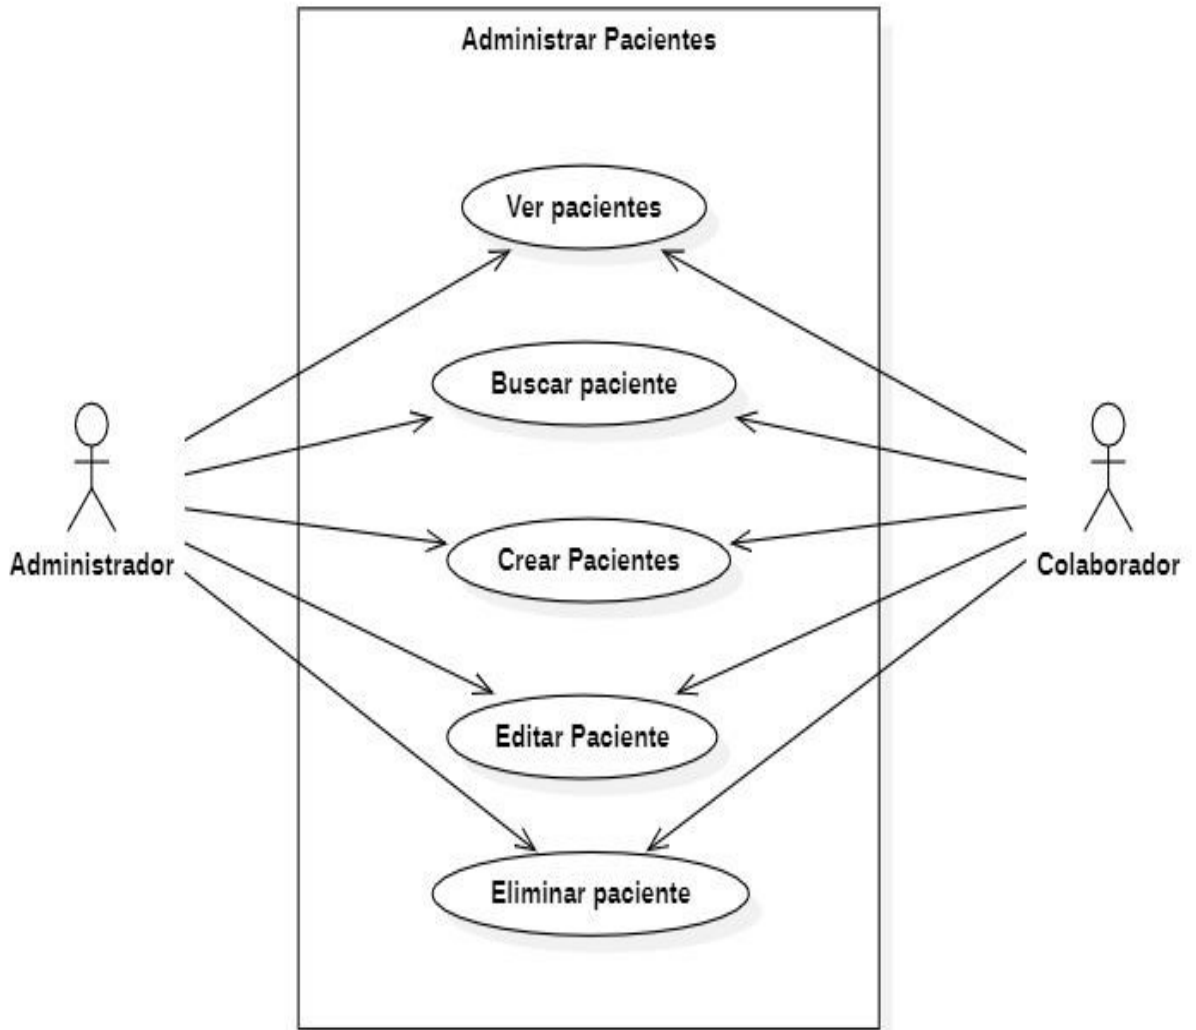 Administrar Pacientes
Ver pacientes
Buscar paciente
Crear Pacientes
Administrador
Colaborador
Editar Paciente
Eliminar paciente